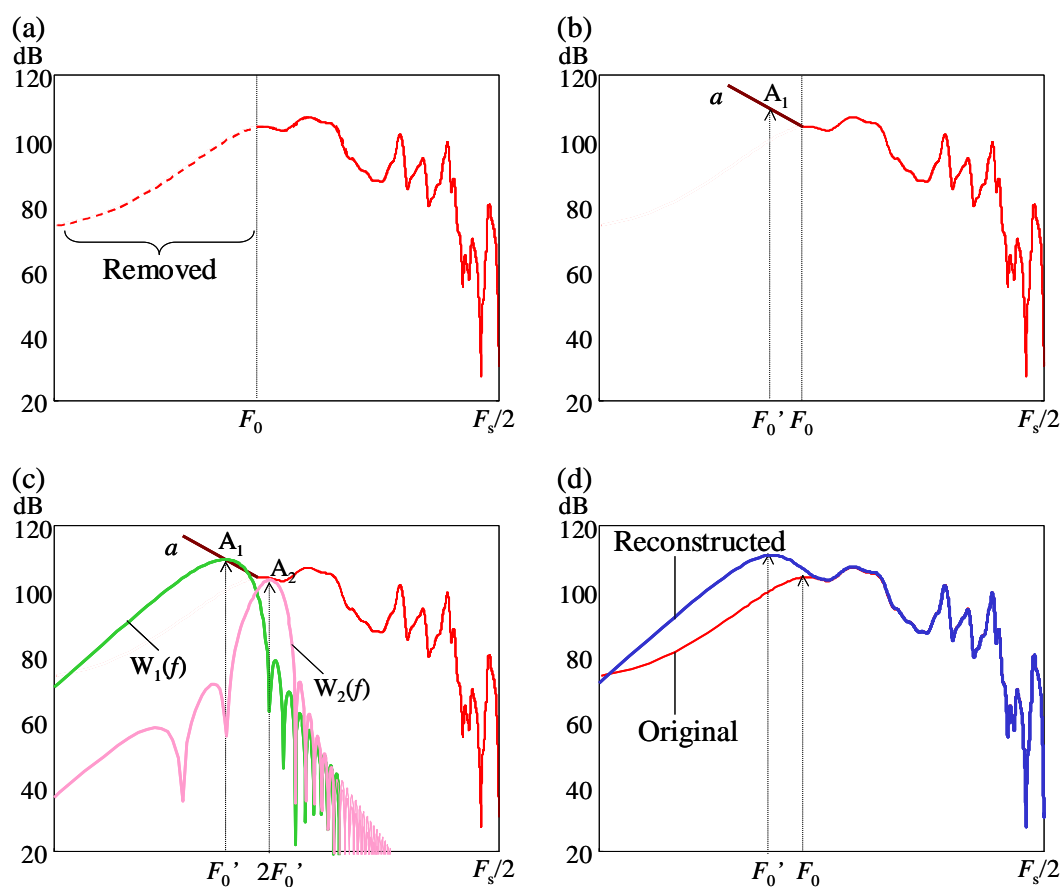 (a)
dB
120
100
80
60
40
20
Removed
F₀
Fₛ/2
(b)
dB
120
100
80
60
40
20
a
A₁
F₀’ F₀
Fₛ/2
(c)
dB
120
100
80
60
40
20
a
A₁
A₂
W₁(f)
W₂(f)
F₀’
2F₀’
Fₛ/2
(d)
dB
120
100
80
60
40
20
Reconstructed
Original
F₀’ F₀
Fₛ/2